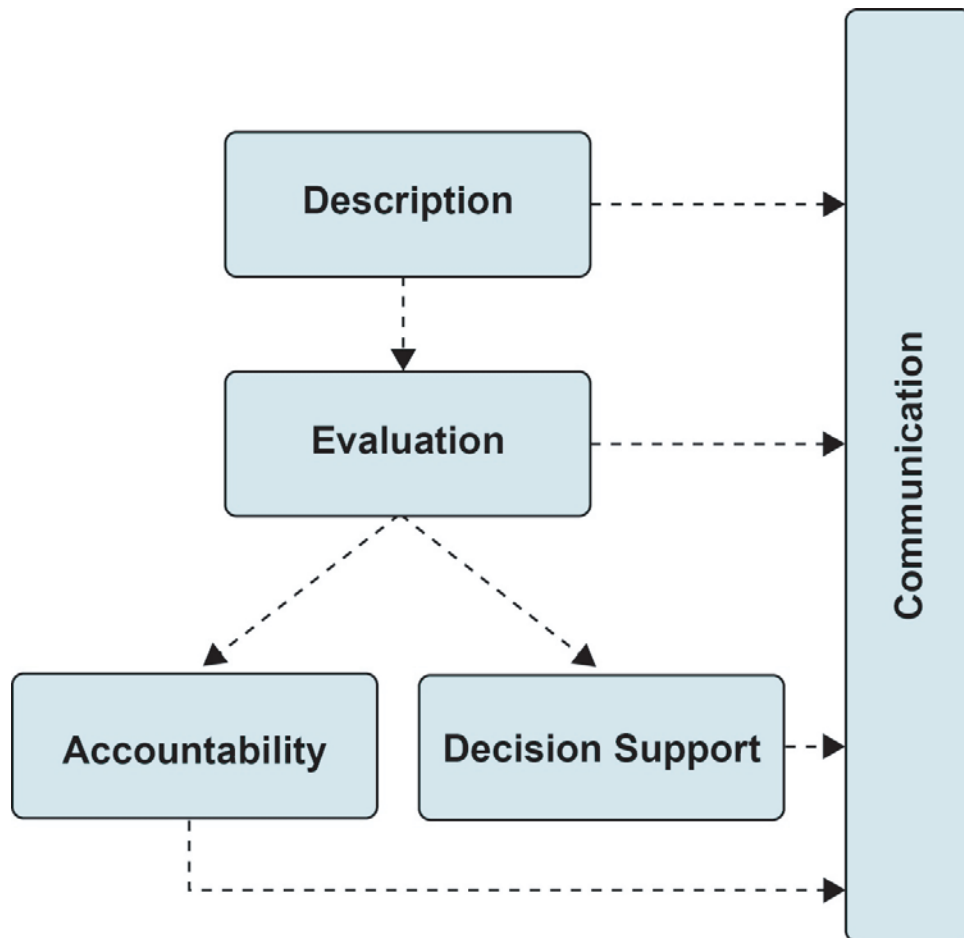 Description
Evaluation
Accountability
Decision Support
Communication